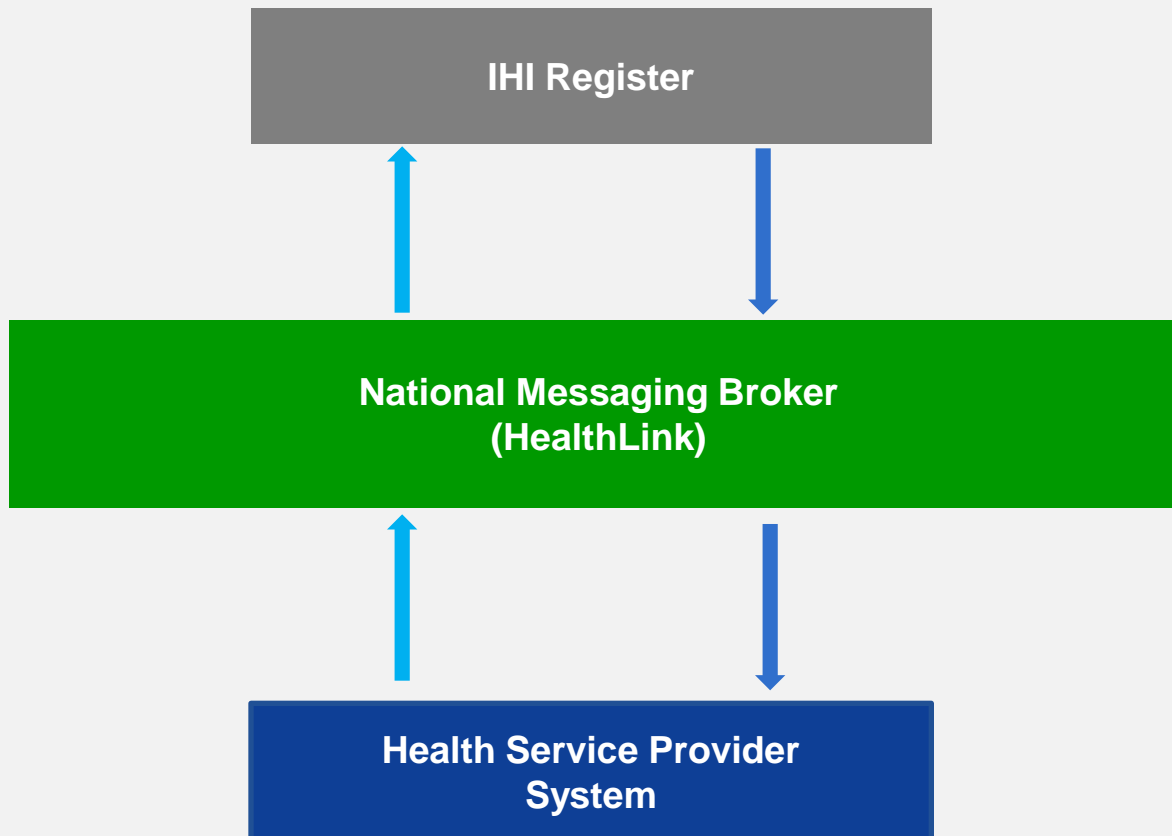 IHI Register
National Messaging Broker
(HealthLink)
Health Service Provider
System